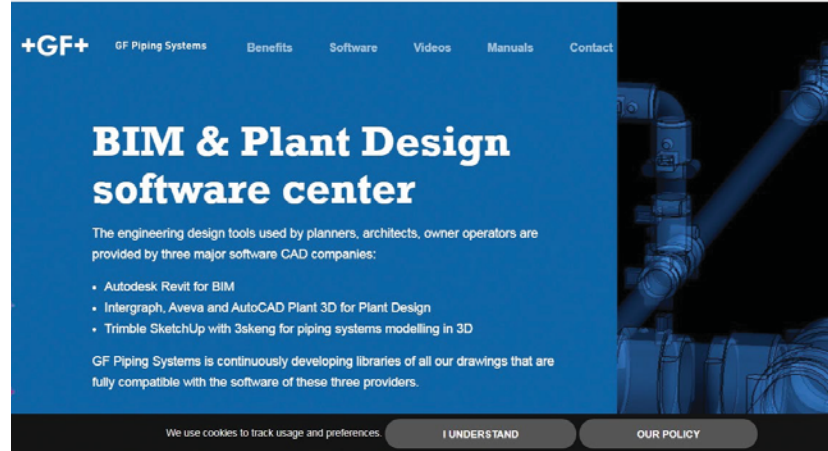 +GF+ GF Piping Systems Benefits Software Videos Manuals Contact
BIM & Plant Design
software center
The engineering design tools used by planners, architects, owner operators are
provided by three major software CAD companies:
• Autodesk Revit for BIM
• Intergraph, Aveva and AutoCAD Plant 3D for Plant Design
• Trimble SketchUp with 3skeng for piping systems modelling in 3D
GF Piping Systems is continuously developing libraries of all our drawings that are
fully compatible with the software of these three providers.
We use cookies to track usage and preferences. I UNDERSTAND OUR POLICY